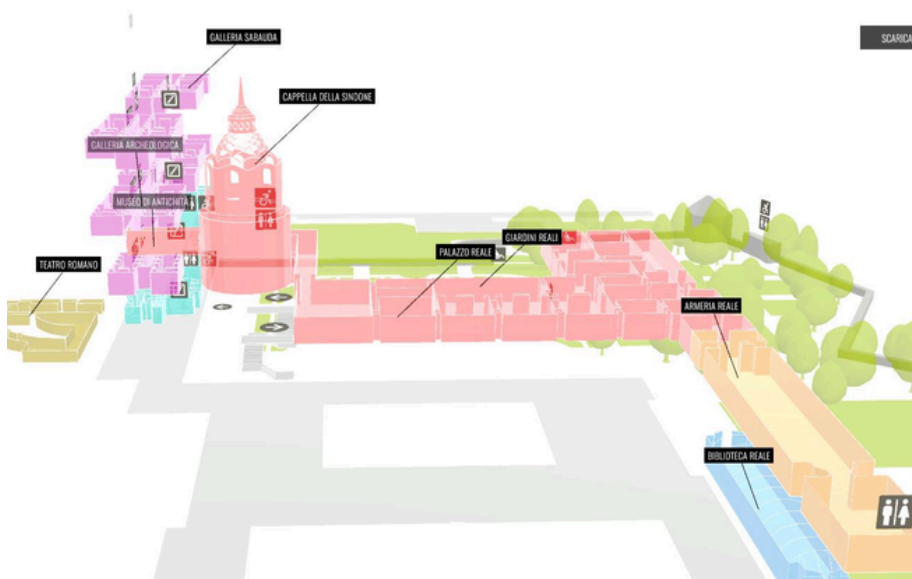 GALLERIA SABAUDA
SCARICA
CAPPELLA DELLA SINDONE
GALLERIA ARCHEOLOGICA
MUSEO DI ANTICHITÀ
GIARDINI REALI
PALAZZO REALE
TEATRO ROMANO
ARMERIA REALE
BIBLIOTECA REALE